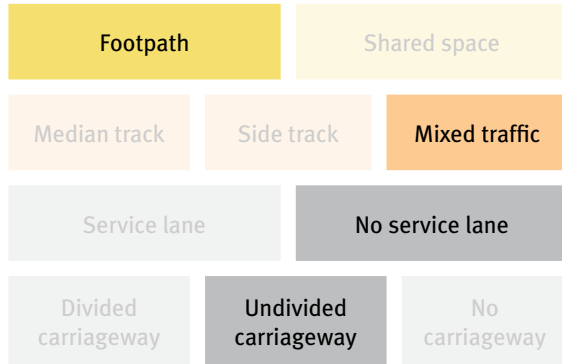 Footpath
Shared space
Median track
Side track
Mixed traffic
Service lane
No service lane
Divided
carriageway
Undivided
carriageway
No
carriageway